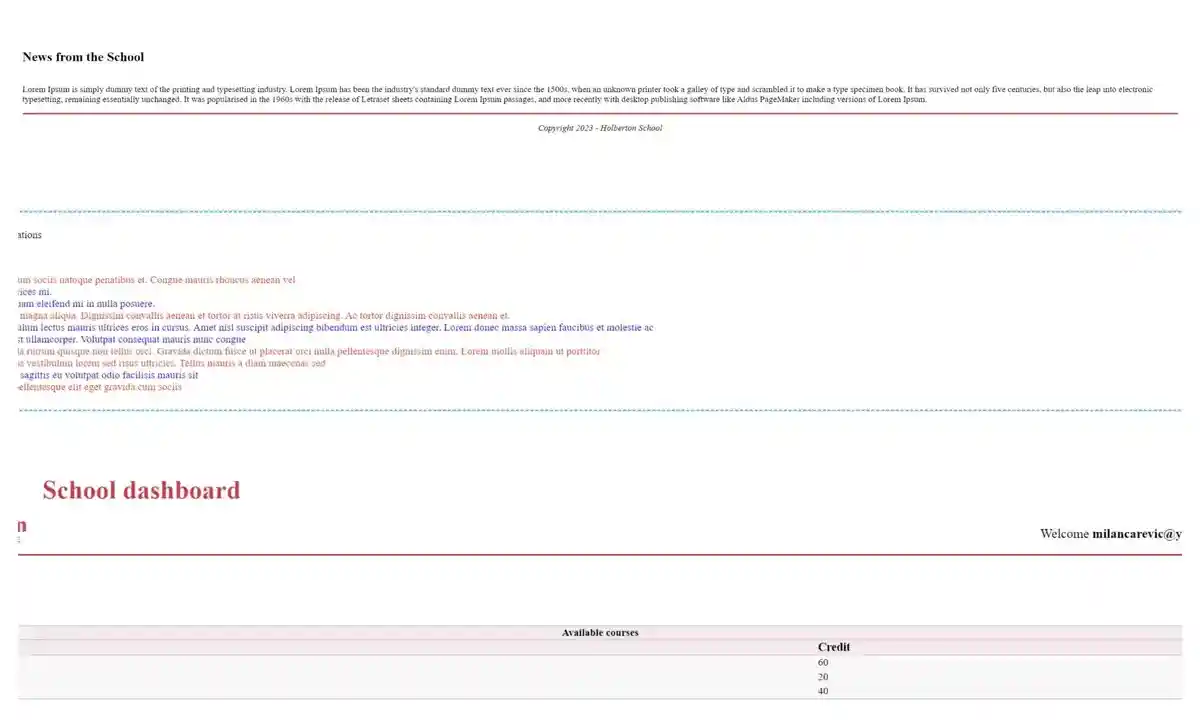 News from the School
Lorem Ipsum is simply dummy text of the printing and typesetting industry. Lorem Ipsum has been the industry's standard dummy text ever since the 1500s, when an unknown printer took a galley of type and scrambled it to make a type specimen book. It has survived not only five centuries, but also the leap into electronic
typesetting, remaining essentially unchanged. It was popularised in the 1960s with the release of Letraset sheets containing Lorem Ipsum passages, and more recently with desktop publishing software like Aldus PageMaker including versions of Lorem Ipsum.
Copyright 2023 - Holberton School
ations
um sociis natoque penatibus et. Congue mauris rhoncus aenean vel
rices mi.
eleifend mi in nulla posuere.
magna aliqua. Dignissim convallis aenean et tortor at risus viverra adipiscing. Ac tortor dignissim convallis aenean et.
lectus mauris ultrices eros in cursus. Amet nisl suscipit adipiscing bibendum est ultricies integer. Lorem donec massa sapien faucibus et molestie ac
ullamcorper. Volutpat consequat mauris nunc congue
rutrum quisque non tellus orci. Gravida dictum fusce ut placerat orci nulla pellentesque dignissim enim. Lorem mollis aliquam ut porttitor
vestibulum lorem sed risus ultricies. Tellus mauris a diam maecenas sed
sagittis eu volutpat odio facilisis mauris sit
ellentesque elit eget gravida cum sociis
School dashboard
n
Welcome milancarevic@y
Available courses
Credit
60
20
40